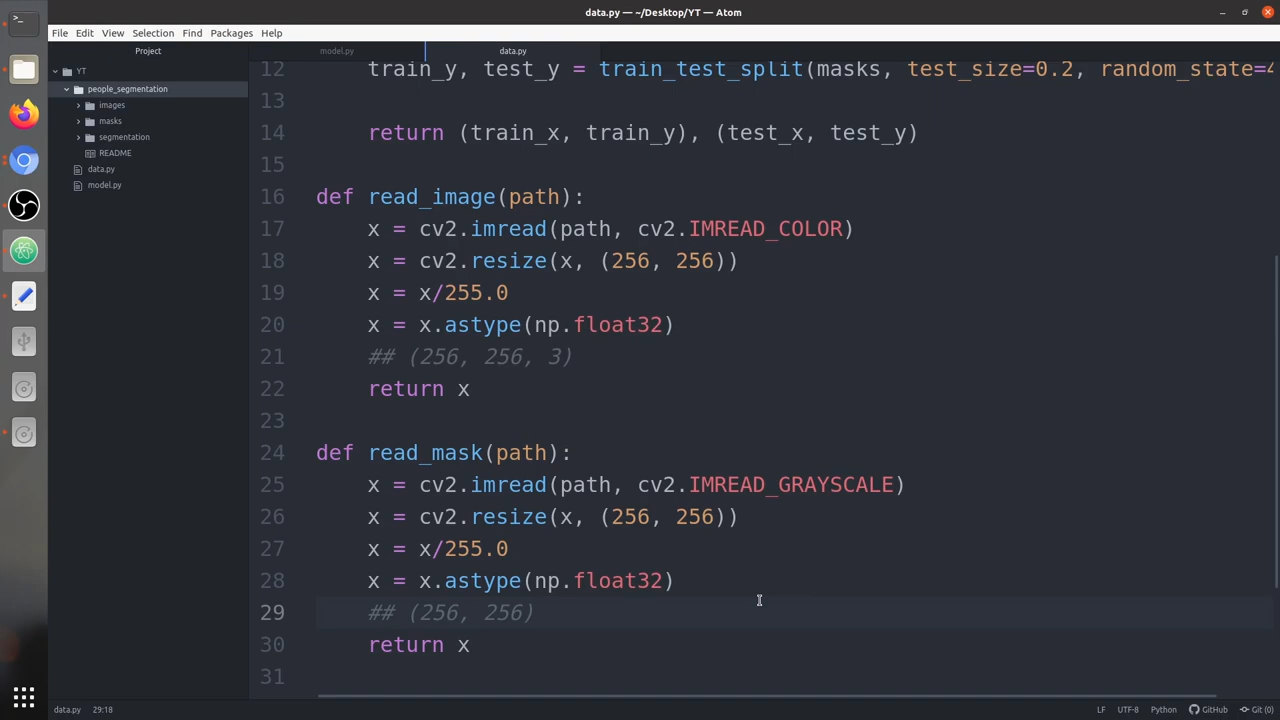 data.py — ~/Desktop/YT — Atom
File Edit View Selection Find Packages Help
Project
model.py
data.py
YT
people_segmentation
images
masks
segmentation
README
data.py
model.py
12 train_y, test_y = train_test_split(masks, test_size=0.2, random_state=4
13
14 return (train_x, train_y), (test_x, test_y)
15
16 def read_image(path):
17 x = cv2.imread(path, cv2.IMREAD_COLOR)
18 x = cv2.resize(x, (256, 256))
19 x = x/255.0
20 x = x.astype(np.float32)
21 ## (256, 256, 3)
22 return x
23
24 def read_mask(path):
25 x = cv2.imread(path, cv2.IMREAD_GRAYSCALE)
26 x = cv2.resize(x, (256, 256))
27 x = x/255.0
28 x = x.astype(np.float32)
29 ## (256, 256)
30 return x
31
data.py 29:18 LF UTF-8 Python GitHub Git (0)